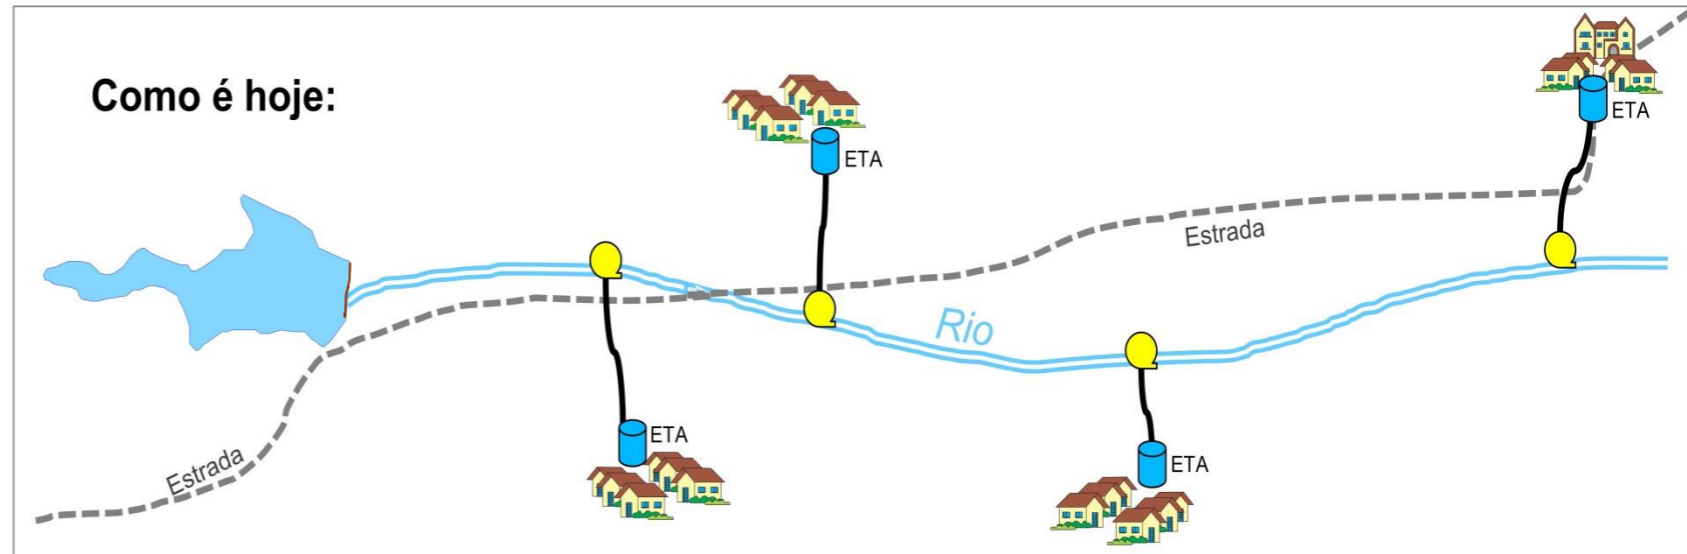 Como é hoje:
ETA
ETA
Estrada
Rio
ETA
Estrada
ETA